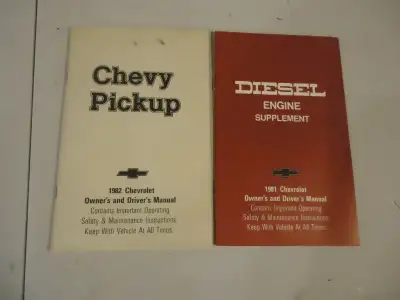 Chevy
Pickup
1982 Chevrolet
Owner's and Driver's Manual
Contains Important Operating
Safety & Maintenance Instructions
Keep With Vehicle At All Times
DIESEL
ENGINE
SUPPLEMENT
1981 Chevrolet
Owner's and Driver's Manual
Contains Important Operating
Safety & Maintenance Instructions
Keep With Vehicle At All Times